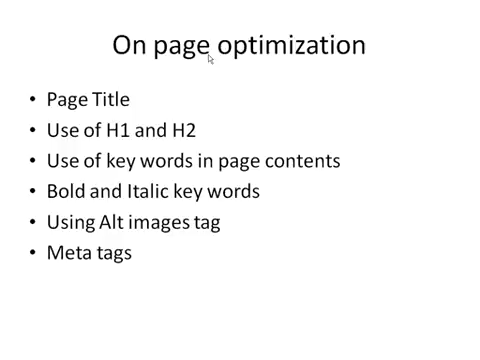 On page optimization
• Page Title
• Use of H1 and H2
• Use of key words in page contents
• Bold and Italic key words
• Using Alt images tag
• Meta tags